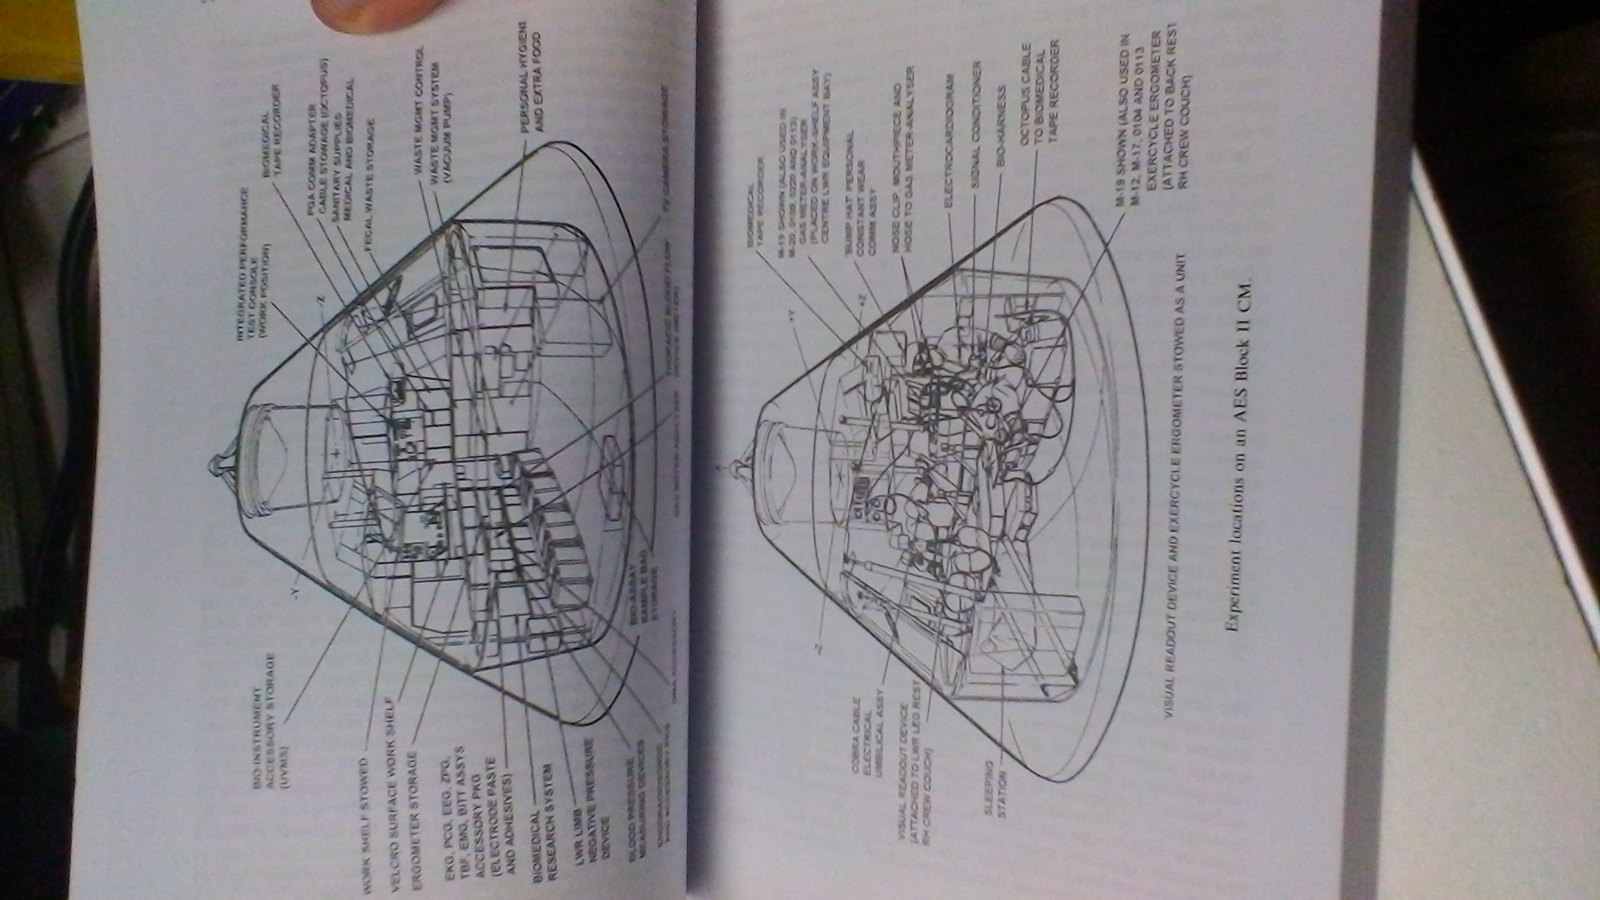 BIO-INSTRUMENT
ACCESSORY STORAGE
(UVMS)
-Y
WORK SHELF STOWED
VELCRO SURFACE WORK SHELF
ERGOMETER STORAGE
EKG, PCG, EEG, ZPG,
TBF, EMG, BITT ASSYS
ACCESSORY PKG
(ELECTRODE PASTE
AND ADHESIVES)
BIOMEDICAL
RESEARCH SYSTEM
LWR LIMB
NEGATIVE PRESSURE
DEVICE
BLOOD PRESSURE
MEASURING DEVICES
AND ACCESSORY PKG
ACCESSORY
BIO-ASSAY
SAMPLE BAG
STORAGE
GAS METER-ANALYSER
THORACIC BLOOD FLOW
DEVICE (METER)
TV CAMERA STOWAGE
INTEGRATED PERFORMANCE
TEST CONSOLE
(WORK POSITION)
BIOMEDICAL
TAPE RECORDER
-Z
PGA COMM ADAPTER
CABLE STOWAGE (OCTOPUS)
SANITARY SUPPLIES
MEDICAL AND BIOMEDICAL
FECAL WASTE STORAGE
WASTE MGMT CONTROL
WASTE MGMT SYSTEM
(VACUUM PUMP)
PERSONAL HYGIENE
AND EXTRA FOOD
X
-Z
COBRA CABLE
ELECTRICAL
UMBILICAL ASSY
VISUAL READOUT DEVICE
(ATTACHED TO LWR LEG REST
RH CREW COUCH)
SLEEPING
STATION
BIOMEDICAL
TAPE RECORDER
+Y
M-19 SHOWN (ALSO USED IN
M-20, 0109, 0220 AND 0113)
GAS METER-ANALYSER
(PLACED ON WORK-SHELF ASSY
CENTRE LWR EQUIPMENT BAY)
+Z
'BUMP HAT' PERSONAL
CONSTANT WEAR
COMM ASSY
NOSE CLIP, MOUTHPIECE AND
HOSE TO GAS METER-ANALYSER
ELECTROCARDIOGRAM
SIGNAL CONDITIONER
BIO-HARNESS
OCTOPUS CABLE
TO BIOMEDICAL
TAPE RECORDER
M-19 SHOWN (ALSO USED IN
M-12, M-17, 0104 AND 0113
EXERCYCLE ERGOMETER
(ATTACHED TO BACK REST
RH CREW COUCH)
VISUAL READOUT DEVICE AND EXERCYCLE ERGOMETER STOWED AS A UNIT
Experiment locations on an AES Block II CM.